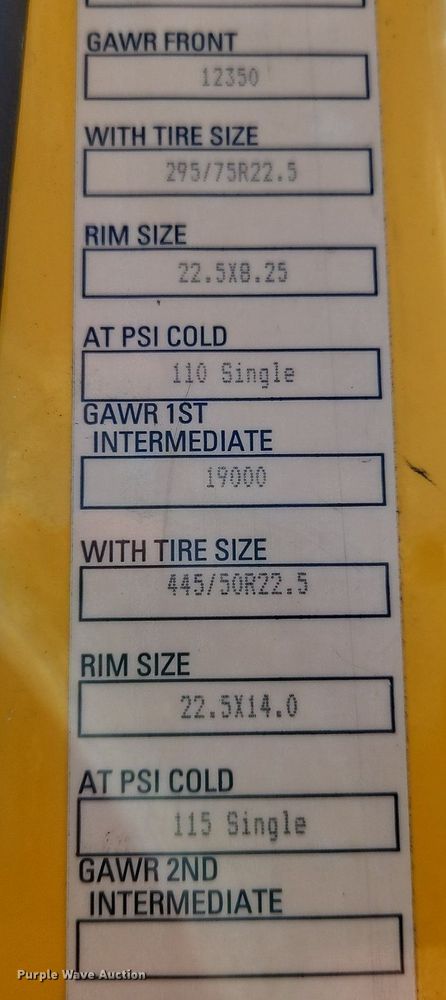 GAWR FRONT
12350
WITH TIRE SIZE
295/75R22.5
RIM SIZE
22.5X8.25
AT PSI COLD
110 Single
GAWR 1ST
INTERMEDIATE
19000
WITH TIRE SIZE
445/50R22.5
RIM SIZE
22.5X14.0
AT PSI COLD
115 Single
GAWR 2ND
INTERMEDIATE
Purple Wave Auction